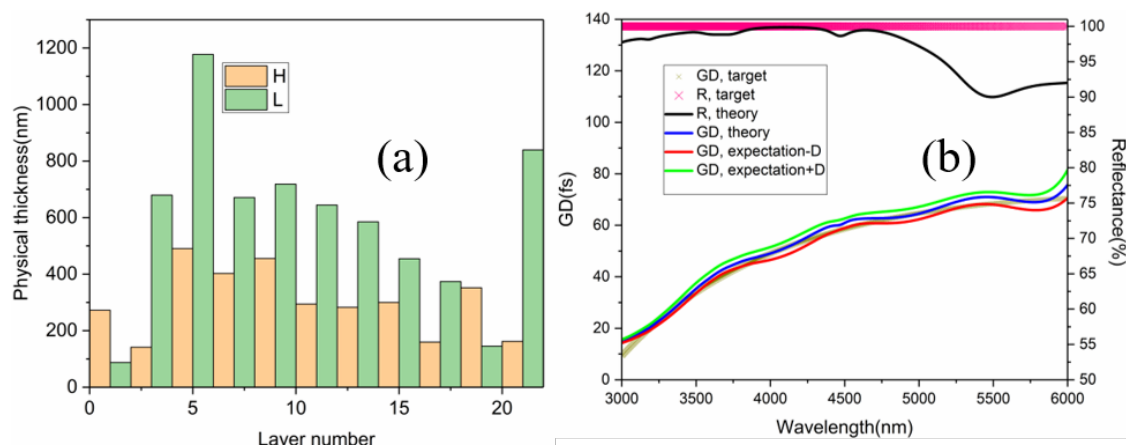 1200
1000
800
600
400
200
0
Physical thickness(nm)
H
L
(a)
0
5
10
15
20
Layer number
140
120
100
80
60
40
20
0
GD(fs)
GD, target
R, target
R, theory
GD, theory
GD, expectation-D
GD, expectation+D
(b)
100
95
90
85
80
75
70
65
60
55
50
Reflectance(%)
3000
3500
4000
4500
5000
5500
6000
Wavelength(nm)